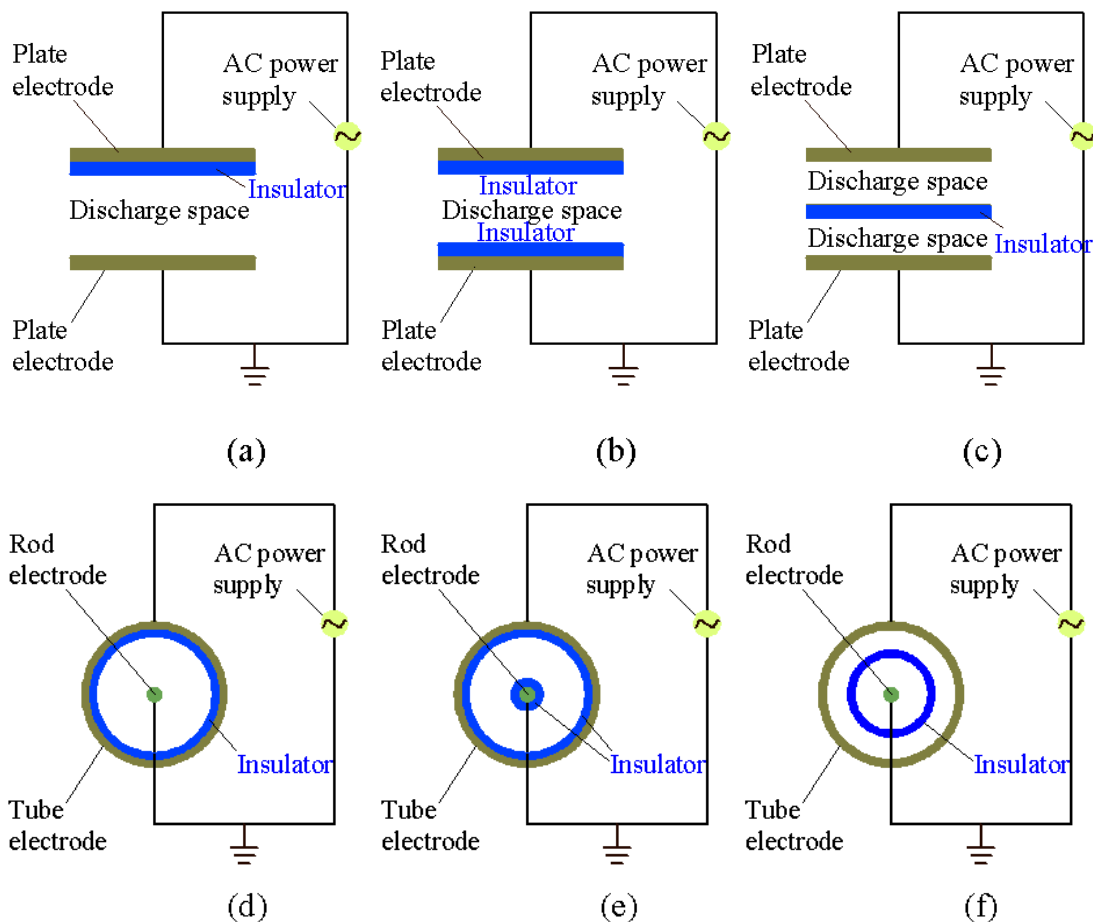 Plate
electrode
AC power
supply
Insulator
Discharge space
Plate
electrode
(a)
Plate
electrode
AC power
supply
Insulator
Discharge space
Insulator
Plate
electrode
(b)
Plate
electrode
AC power
supply
Discharge space
Discharge space
Insulator
Plate
electrode
(c)
Rod
electrode
AC power
supply
Insulator
Tube
electrode
(d)
Rod
electrode
AC power
supply
Insulator
Tube
electrode
(e)
Rod
electrode
AC power
supply
Insulator
Tube
electrode
(f)